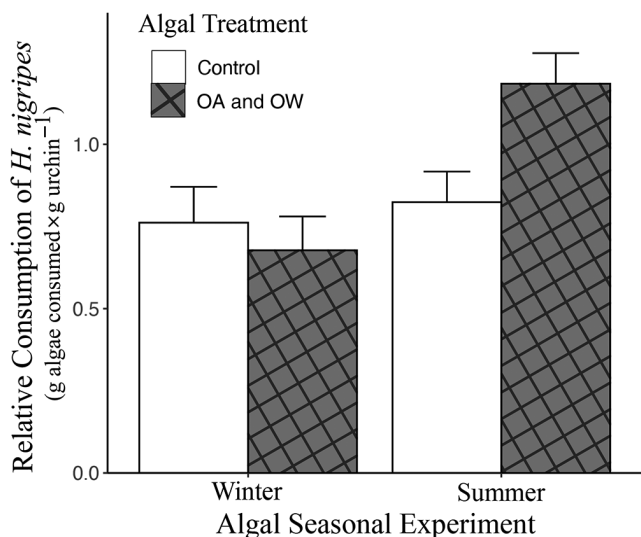 Algal Treatment
Control
OA and OW
Relative Consumption of H. nigripes
(g algae consumed×g urchin⁻¹)
1.0
0.5
0.0
Winter
Summer
Algal Seasonal Experiment